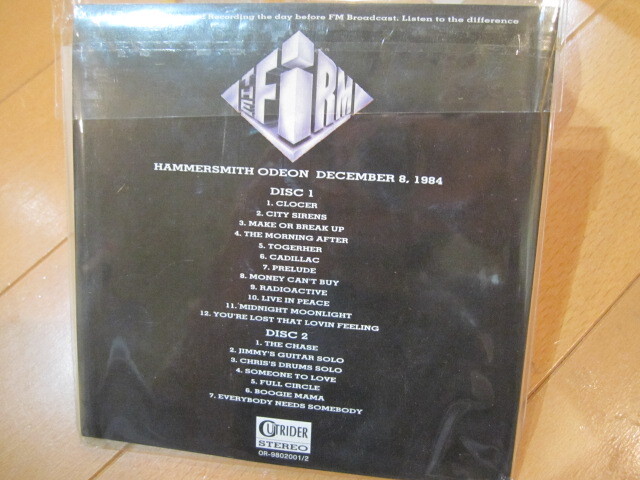 Recording the day before FM Broadcast. Listen to the difference
THE FiRM
HAMMERSMITH ODEON DECEMBER 8, 1984
DISC 1
1. CLOCER
2. CITY SIRENS
3. MAKE OR BREAK UP
4. THE MORNING AFTER
5. TOGERHER
6. CADILLAC
7. PRELUDE
8. MONEY CAN'T BUY
9. RADIOACTIVE
10. LIVE IN PEACE
11. MIDNIGHT MOONLIGHT
12. YOU'RE LOST THAT LOVIN FEELING
DISC 2
1. THE CHASE
2. JIMMY'S GUITAR SOLO
3. CHRIS'S DRUMS SOLO
4. SOMEONE TO LOVE
5. FULL CIRCLE
6. BOOGIE MAMA
7. EVERYBODY NEEDS SOMEBODY
OUTRIDER
STEREO
OR-9802001/2